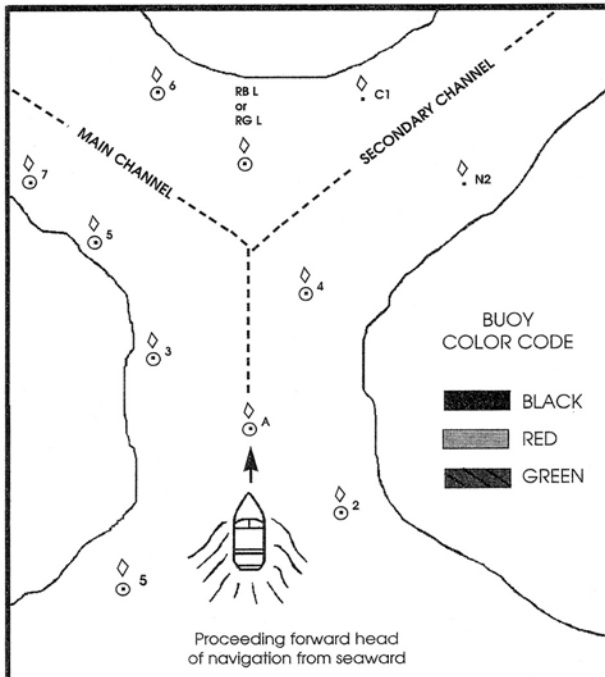 6
RB L
or
RG L
C1
MAIN CHANNEL
SECONDARY CHANNEL
7
N2
5
4
BUOY
COLOR CODE
3
BLACK
A
RED
GREEN
2
5
Proceeding forward head
of navigation from seaward